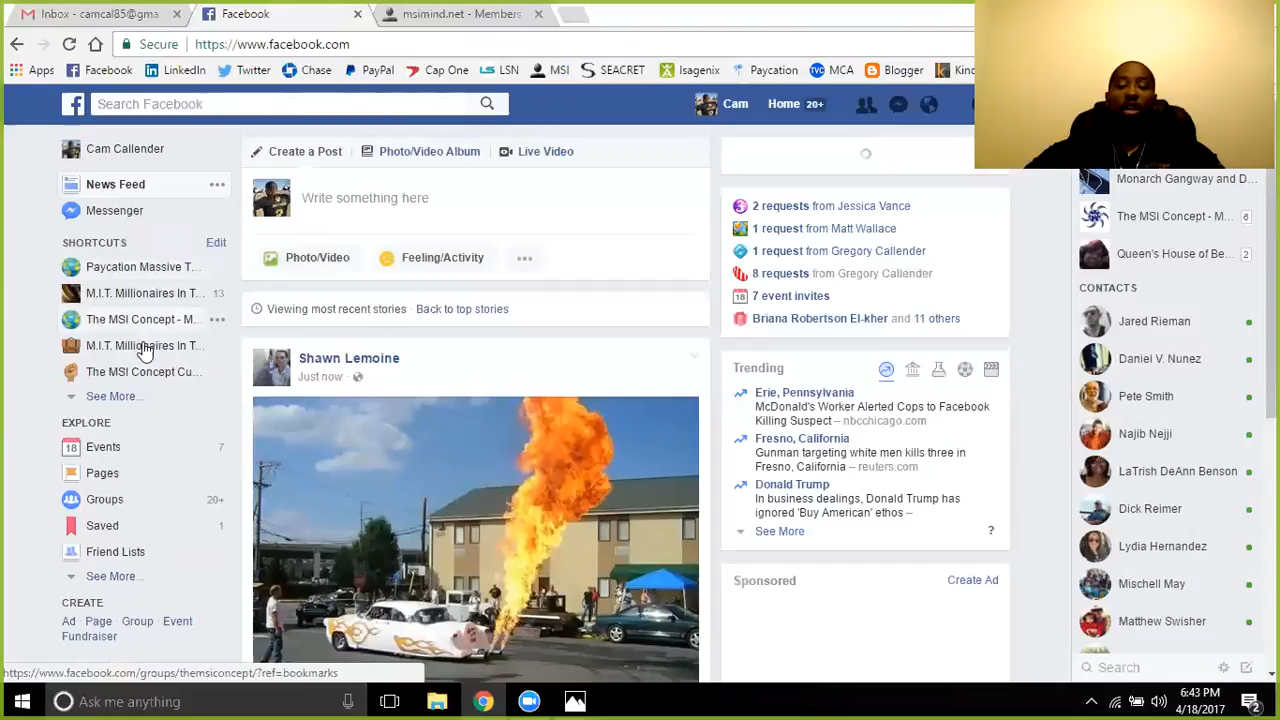 Inbox - camcal85@gma
Facebook
msimind.net - Members
Secure
https://www.facebook.com
Apps
Facebook
LinkedIn
Twitter
Chase
PayPal
Cap One
LSN
MSI
SEACRET
Isagenix
Paycation
MCA
Blogger
Kind
Search Facebook
Cam
Home 20+
Cam Callender
News Feed
Messenger
SHORTCUTS
Edit
Paycation Massive T...
M.I.T. Millionaires In T... 13
The MSI Concept - M...
M.I.T. Millionaires In T...
The MSI Concept Cu...
See More...
EXPLORE
18 Events 7
Pages
Groups 20+
Saved 1
Friend Lists
See More...
CREATE
Ad · Page · Group · Event
Fundraiser
https://www.facebook.com/groups/themsiconcept/?ref=bookmarks
Create a Post
Photo/Video Album
Live Video
Write something here
Photo/Video
Feeling/Activity
Viewing most recent stories · Back to top stories
Shawn Lemoine
Just now ·
2 requests from Jessica Vance
1 request from Matt Wallace
1 request from Gregory Callender
8 requests from Gregory Callender
18 7 event invites
Briana Robertson El-kher and 11 others
Trending
Erie, Pennsylvania
McDonald's Worker Alerted Cops to Facebook
Killing Suspect – nbcchicago.com
Fresno, California
Gunman targeting white men kills three in
Fresno, California – reuters.com
Donald Trump
In business dealings, Donald Trump has
ignored 'Buy American' ethos –
See More
?
Sponsored
Create Ad
Monarch Gangway and D...
The MSI Concept - M... 6
Queen's House of Be... 2
CONTACTS
Jared Rieman
Daniel V. Nunez
Pete Smith
Najib Nejji
LaTrish DeAnn Benson
Dick Reimer
Lydia Hernandez
Mischell May
Matthew Swisher
Search
Ask me anything
6:43 PM
4/18/2017
2